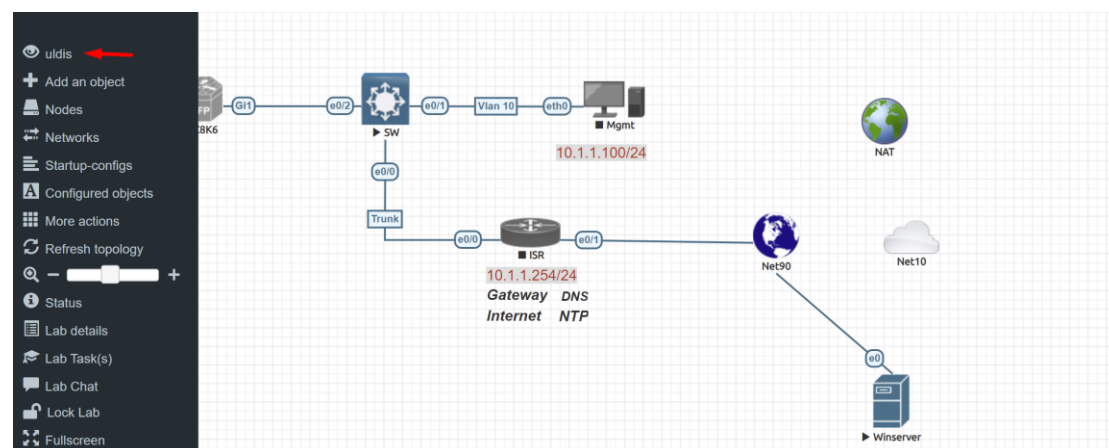 uldis
Add an object
Nodes
Networks
Startup-configs
Configured objects
More actions
Refresh topology
Status
Lab details
Lab Task(s)
Lab Chat
Lock Lab
Fullscreen
FP
Gi1
e0/2
e0/1
Vlan 10
eth0
C8K6
SW
Mgmt
10.1.1.100/24
NAT
e0/0
Trunk
e0/0
e0/1
ISR
10.1.1.254/24
Gateway DNS
Internet NTP
Net90
Net10
e0
Winserver